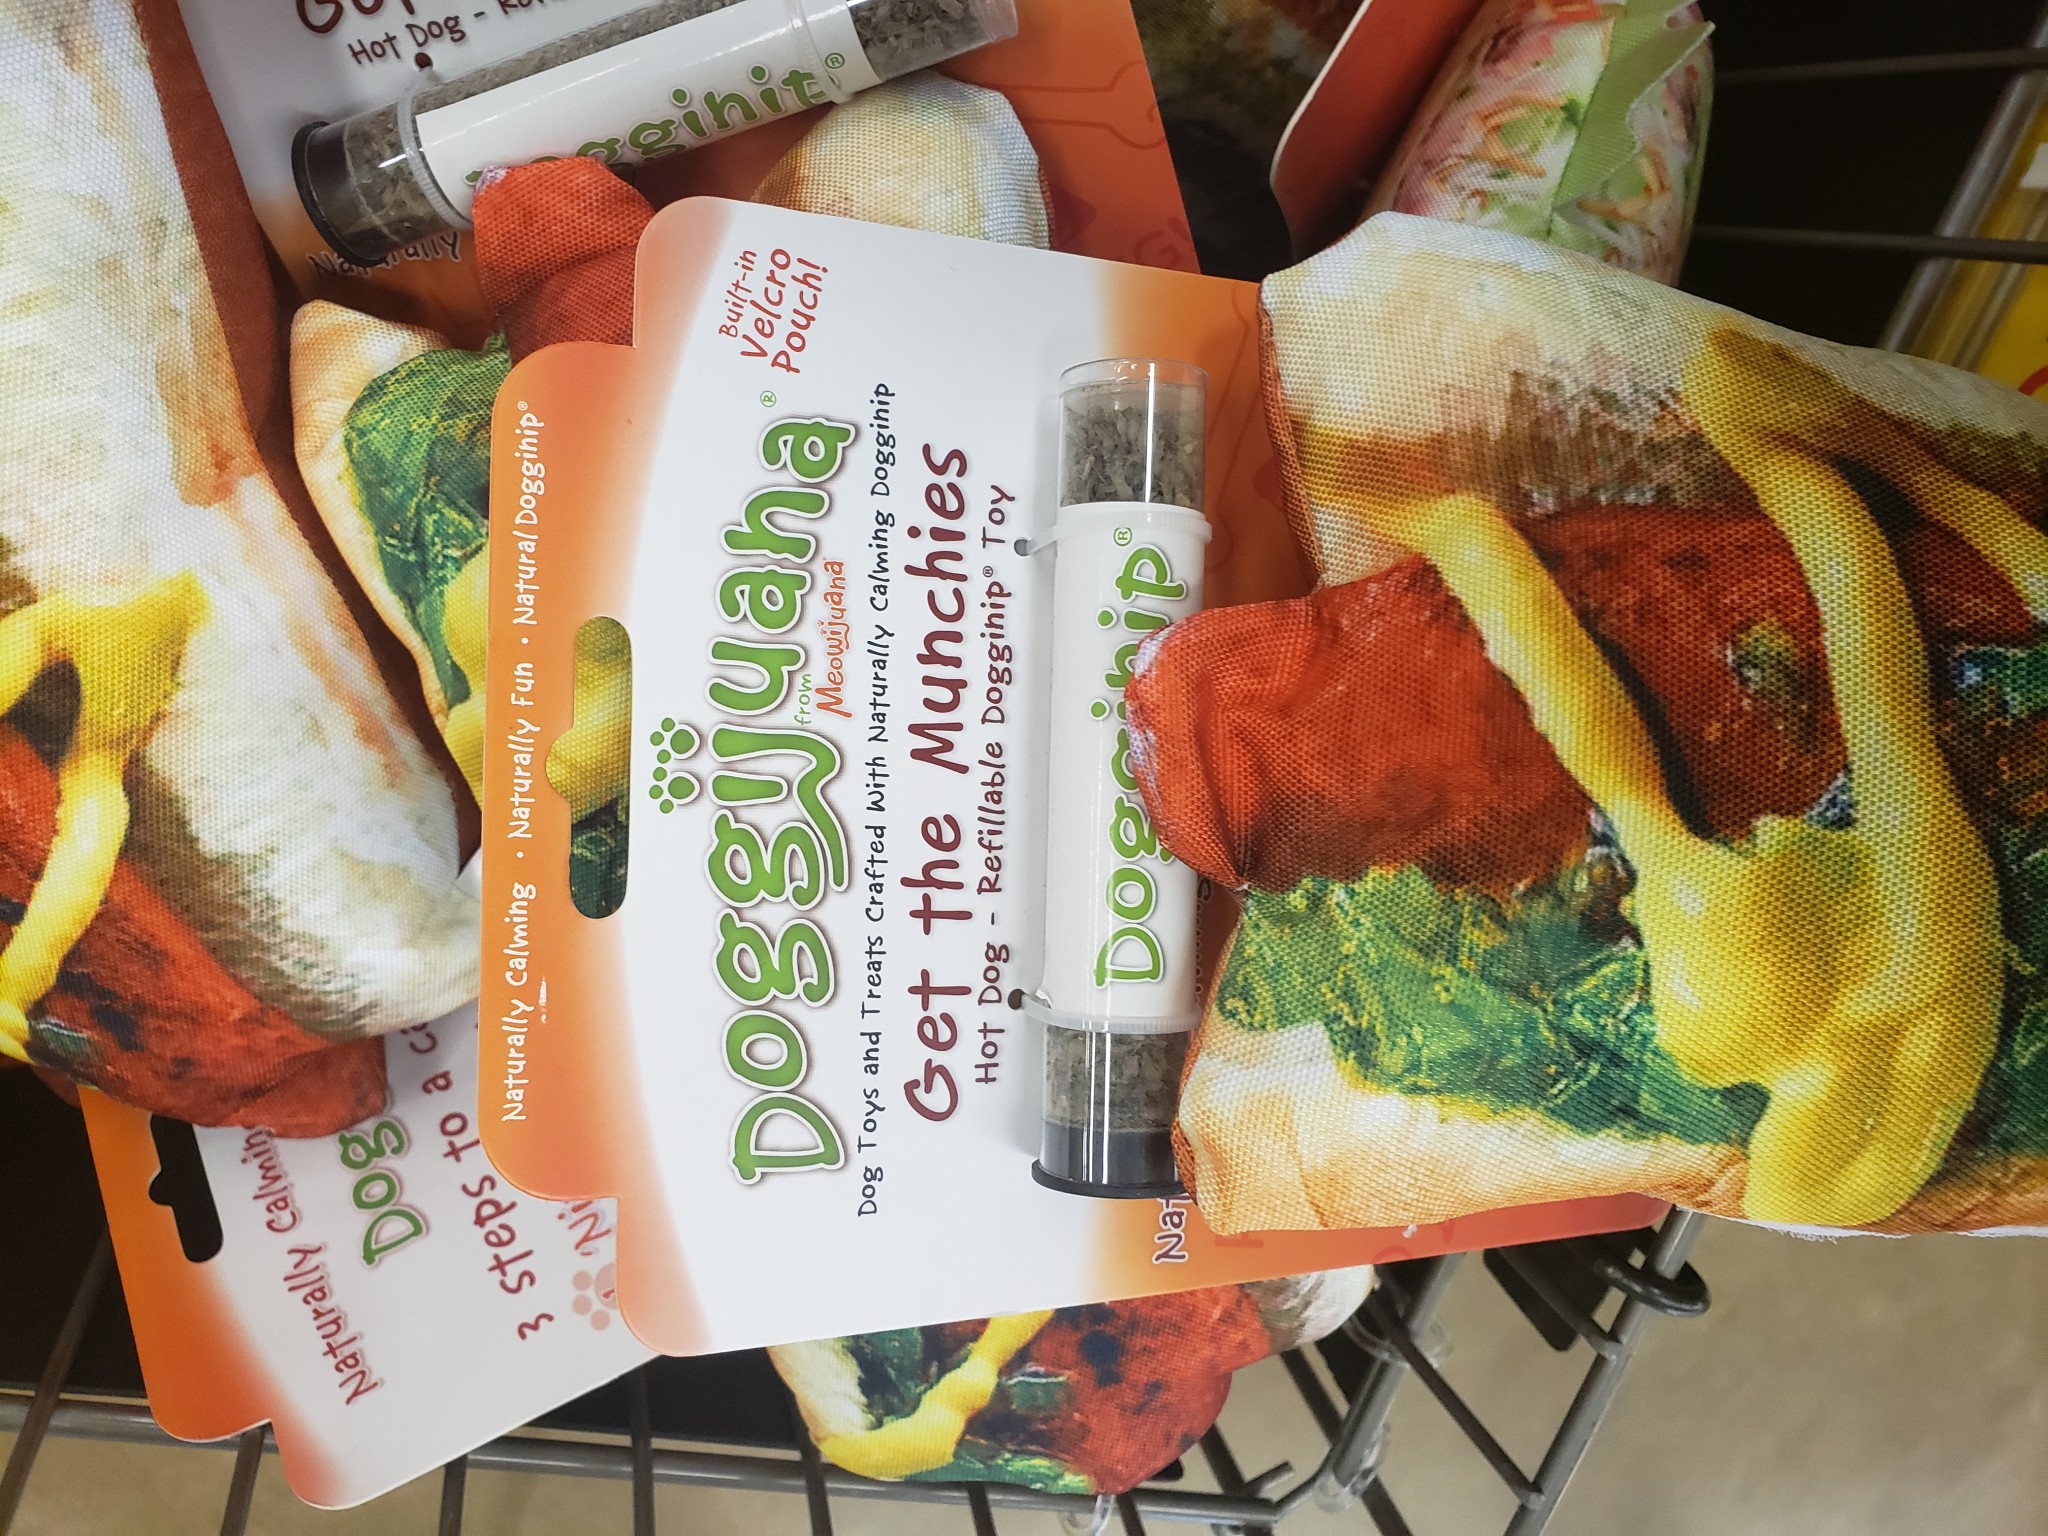 Naturally Calming • Naturally Fun • Natural Dogginip®
Doggijuana®
from Meowijuana®
Built-in
Velcro
Pouch!
Dog Toys and Treats Crafted With Naturally Calming Dogginip
Get the Munchies
Hot Dog - Refillable Dogginip® Toy
Dogginip®
Hot Dog -
Dogginip®
Naturally
Naturally Calming
3 Steps to a